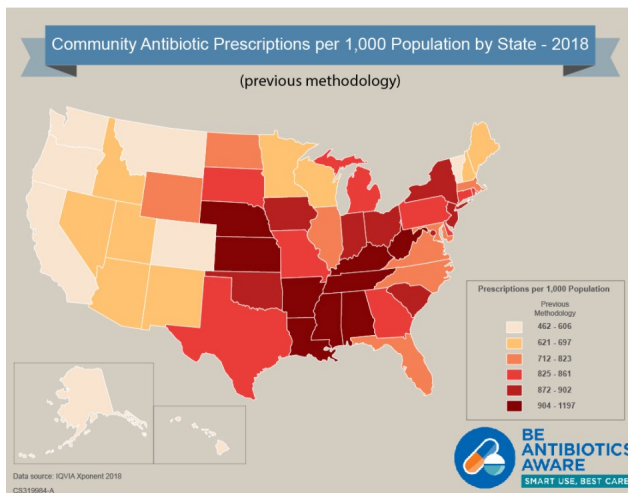 Community Antibiotic Prescriptions per 1,000 Population by State - 2018
(previous methodology)
Prescriptions per 1,000 Population
Previous
Methodology
462 - 606
621 - 697
712 - 823
825 - 861
872 - 902
904 - 1197
BE
ANTIBIOTICS
AWARE
SMART USE, BEST CARE
Data source: IQVIA Xponent 2018
CS319984-A